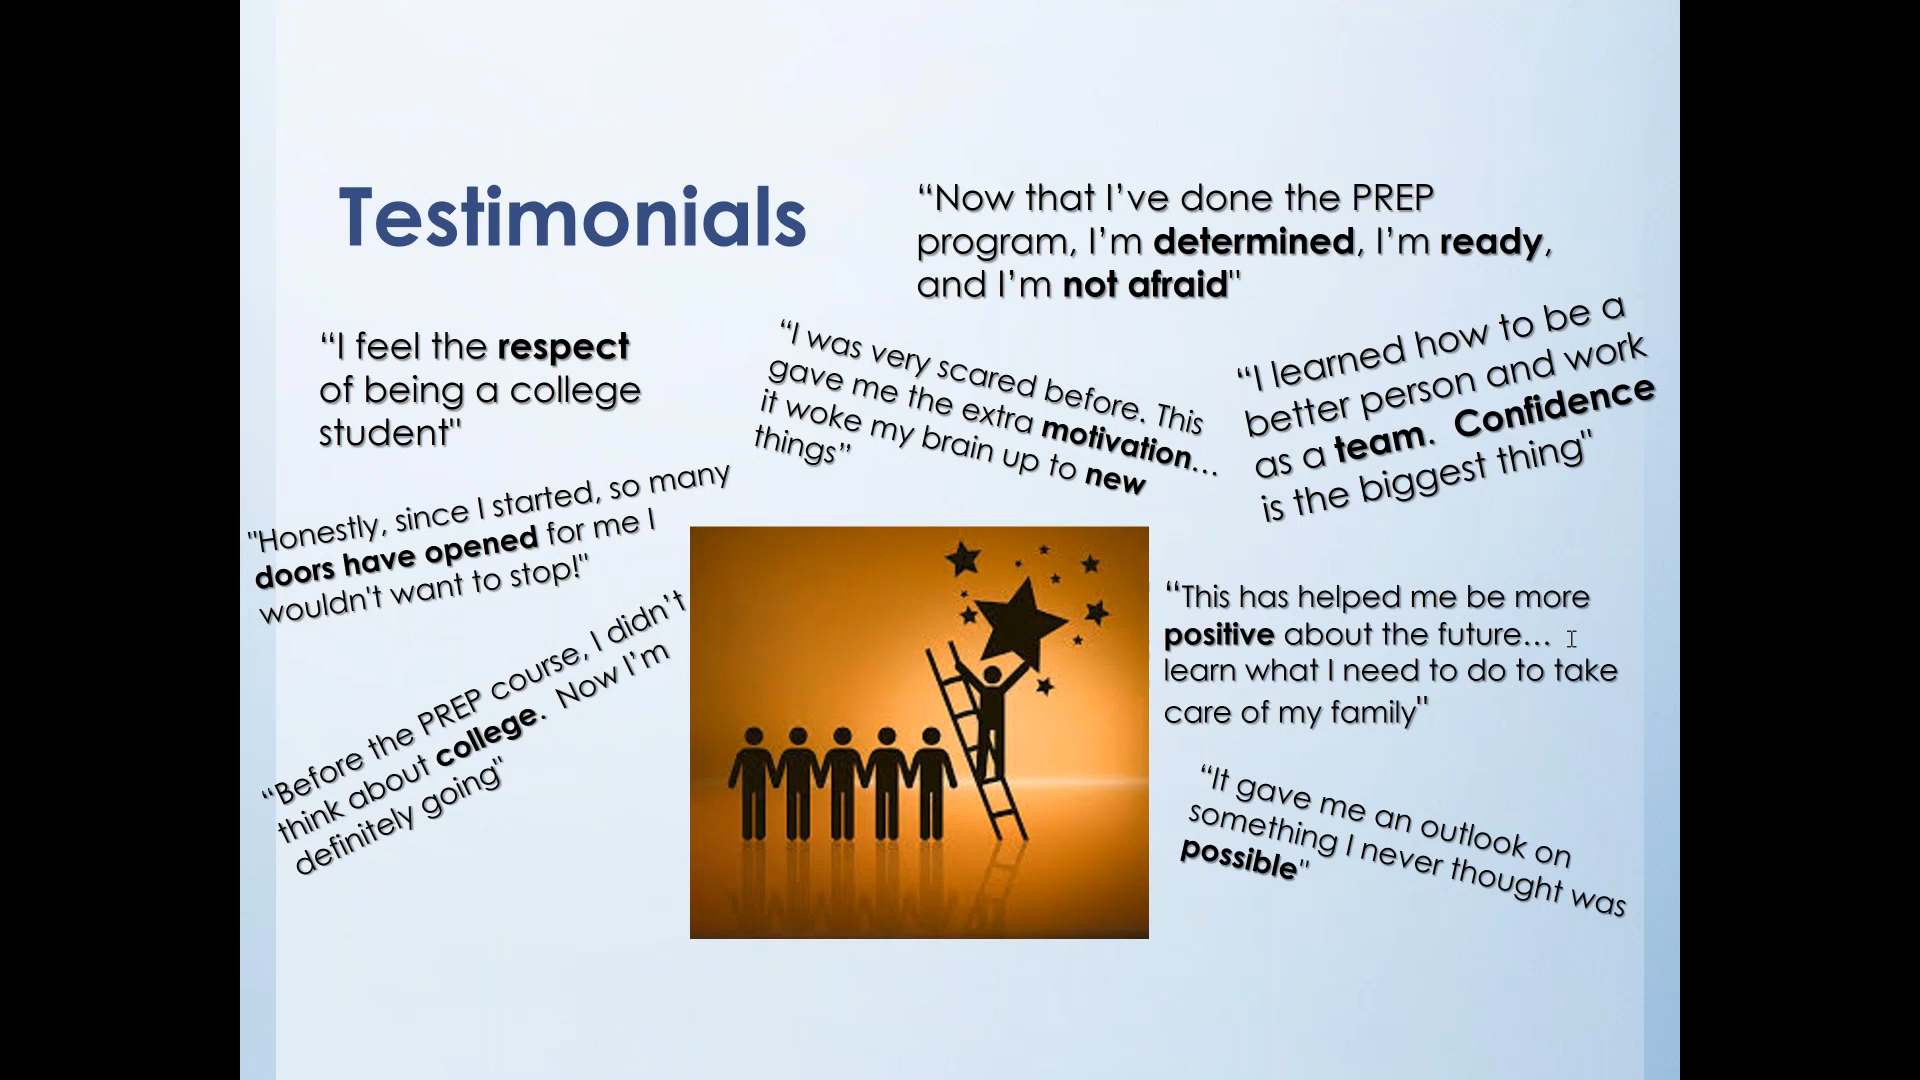 Testimonials
“Now that I’ve done the PREP
program, I’m determined, I’m ready,
and I’m not afraid"
“I feel the respect
of being a college
student"
“I was very scared before. This
gave me the extra motivation…
it woke my brain up to new
things”
“I learned how to be a
better person and work
as a team.  Confidence
is the biggest thing"
"Honestly, since I started, so many
doors have opened for me I
wouldn't want to stop!"
“Before the PREP course, I didn’t
think about college.  Now I’m
definitely going"
“This has helped me be more
positive about the future…
learn what I need to do to take
care of my family"
“It gave me an outlook on
something I never thought was
possible"